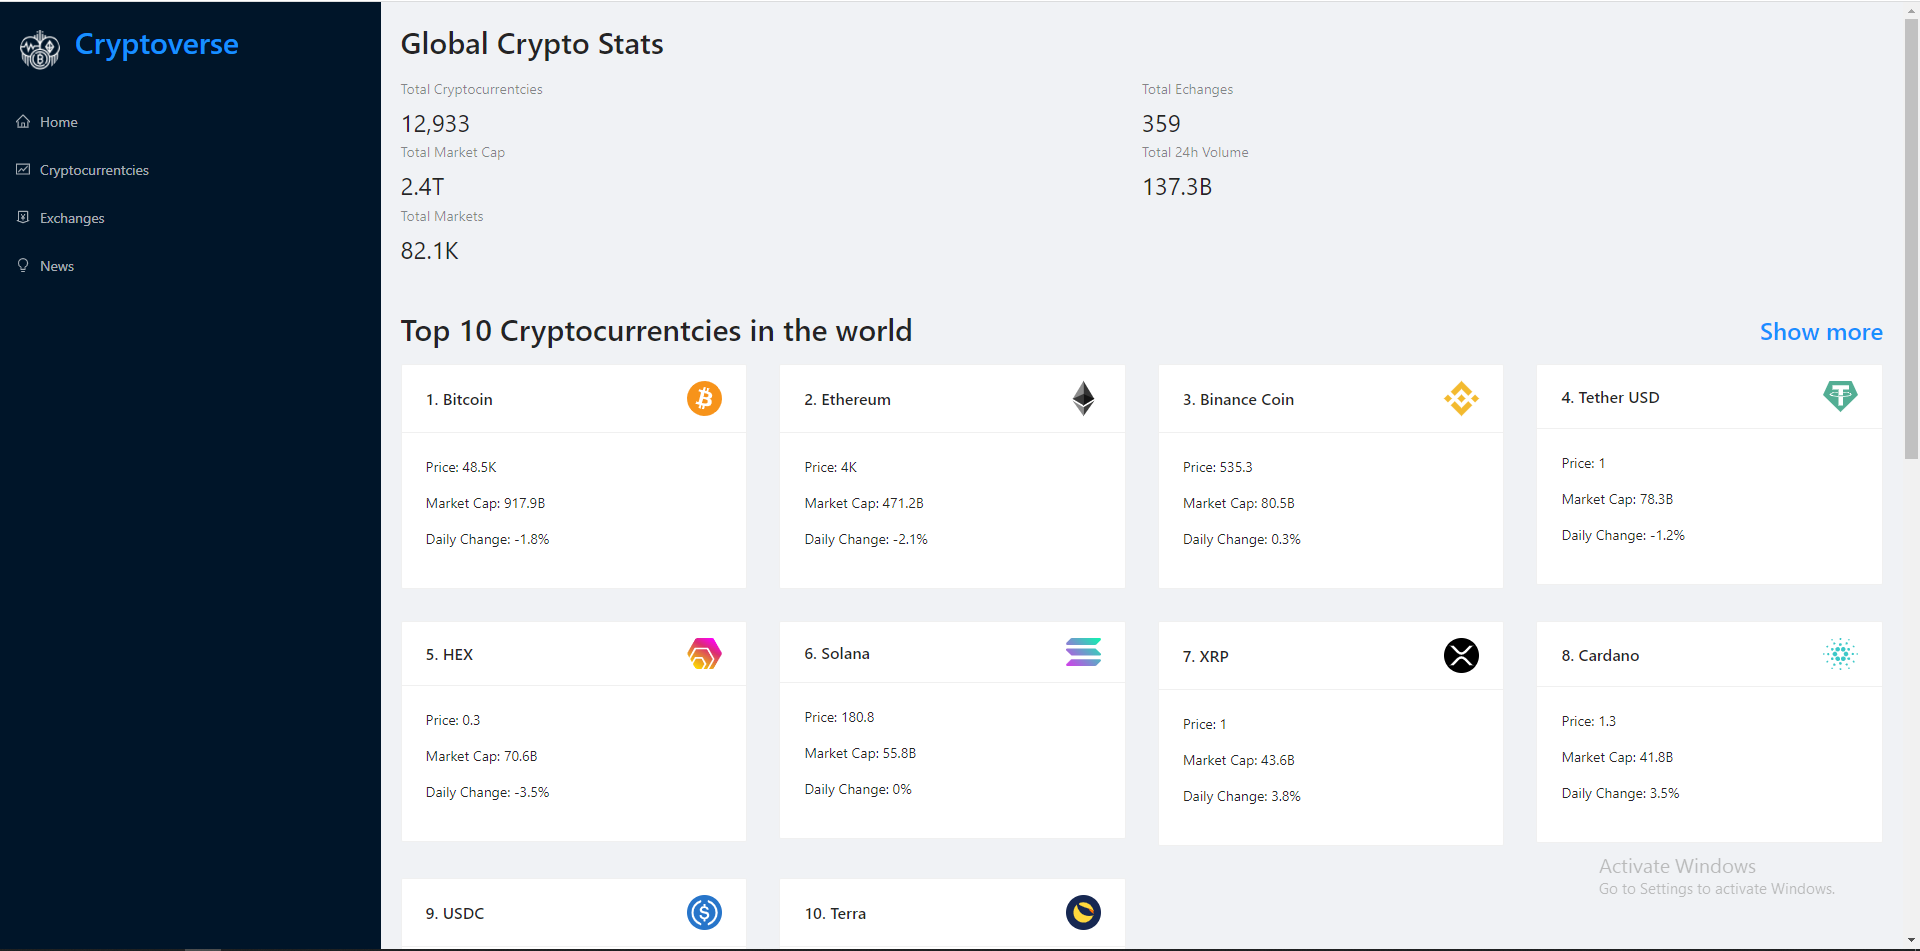 Cryptoverse
Home
Cryptocurrentcies
Exchanges
News
Global Crypto Stats
Total Cryptocurrentcies
12,933
Total Echanges
359
Total Market Cap
2.4T
Total 24h Volume
137.3B
Total Markets
82.1K
Top 10 Cryptocurrentcies in the world
Show more
1. Bitcoin
Price: 48.5K
Market Cap: 917.9B
Daily Change: -1.8%
2. Ethereum
Price: 4K
Market Cap: 471.2B
Daily Change: -2.1%
3. Binance Coin
Price: 535.3
Market Cap: 80.5B
Daily Change: 0.3%
4. Tether USD
Price: 1
Market Cap: 78.3B
Daily Change: -1.2%
5. HEX
Price: 0.3
Market Cap: 70.6B
Daily Change: -3.5%
6. Solana
Price: 180.8
Market Cap: 55.8B
Daily Change: 0%
7. XRP
Price: 1
Market Cap: 43.6B
Daily Change: 3.8%
8. Cardano
Price: 1.3
Market Cap: 41.8B
Daily Change: 3.5%
9. USDC
10. Terra
Activate Windows
Go to Settings to activate Windows.